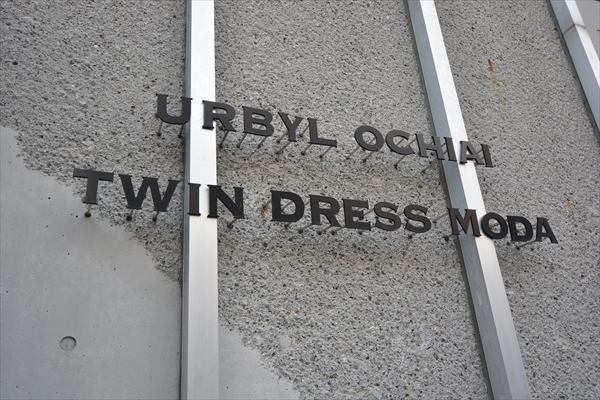 URBYL OCHIAI
TWIN DRESS MODA